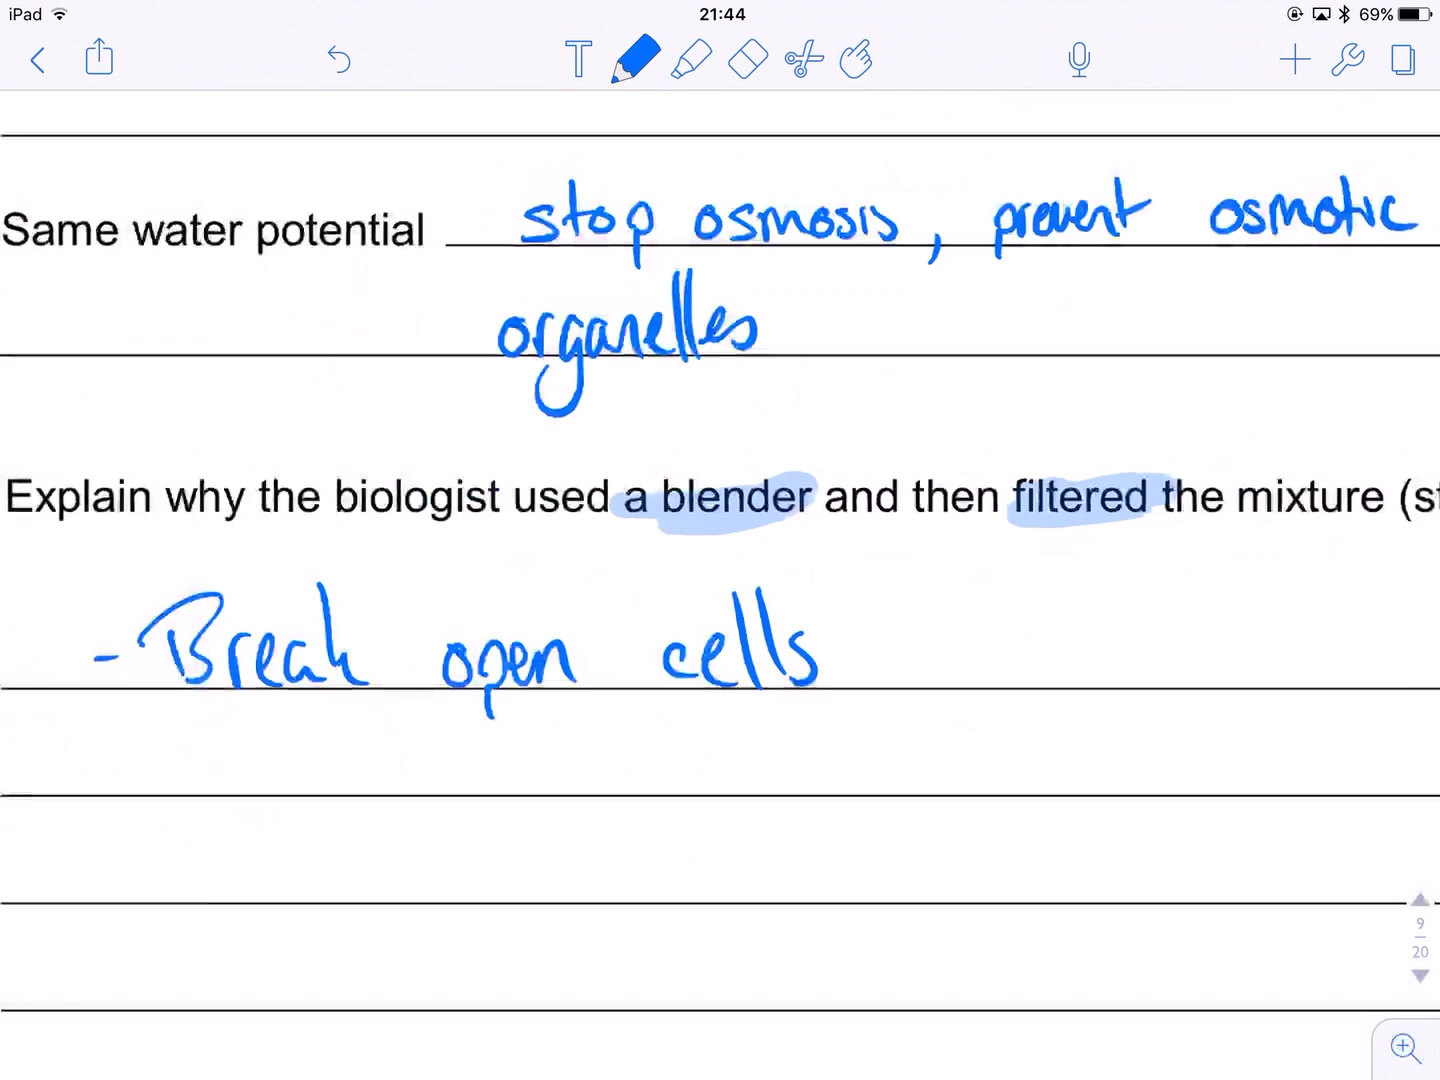 iPad 21:44 69%
T
Same water potential stop osmosis, prevent osmotic
organelles
Explain why the biologist used a blender and then filtered the mixture (st
- Break open cells
9
20